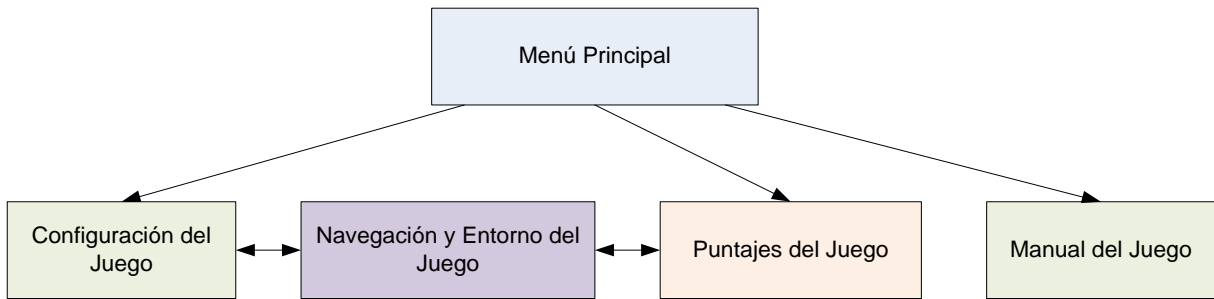 Menú Principal
Configuración del
Juego
Navegación y Entorno del
Juego
Puntajes del Juego
Manual del Juego